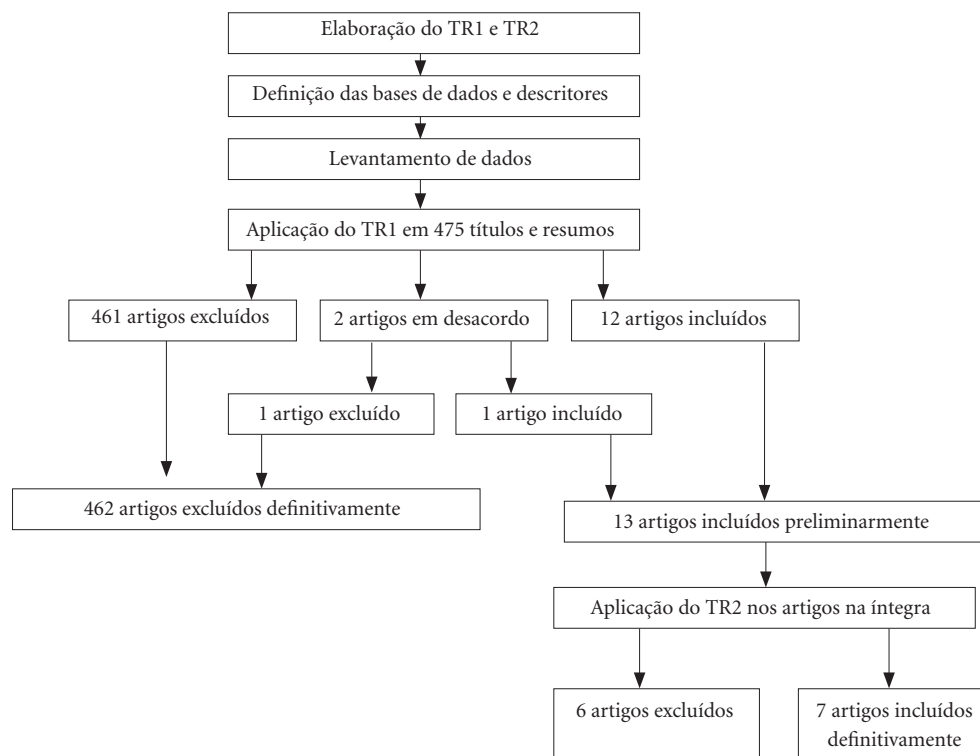 Elaboração do TR1 e TR2
Definição das bases de dados e descritores
Levantamento de dados
Aplicação do TR1 em 475 títulos e resumos
461 artigos excluídos
2 artigos em desacordo
12 artigos incluídos
1 artigo excluído
1 artigo incluído
462 artigos excluídos definitivamente
13 artigos incluídos preliminarmente
Aplicação do TR2 nos artigos na íntegra
6 artigos excluídos
7 artigos incluídos
definitivamente